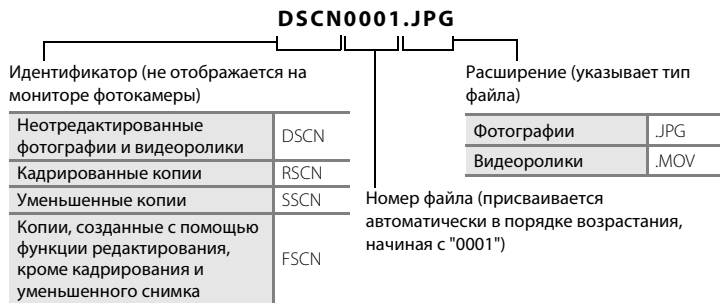 DSCN0001.JPG
Идентификатор (не отображается на
мониторе фотокамеры)
Неотредактированные
фотографии и видеоролики
DSCN
Кадрированные копии
RSCN
Уменьшенные копии
SSCN
Копии, созданные с помощью
функции редактирования,
кроме кадрирования и
уменьшенного снимка
FSCN
Расширение (указывает тип
файла)
Фотографии
.JPG
Видеоролики
.MOV
Номер файла (присваивается
автоматически в порядке возрастания,
начиная с "0001")